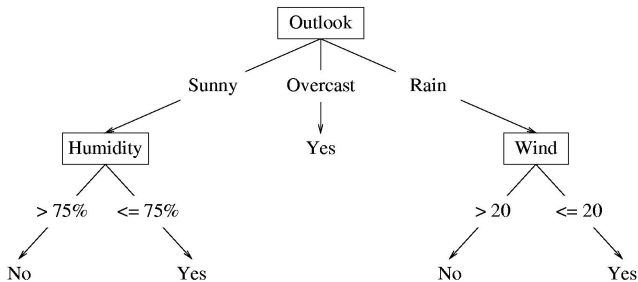 Outlook
Sunny Overcast Rain
Humidity Yes Wind
> 75% <= 75% > 20 <= 20
No Yes No Yes